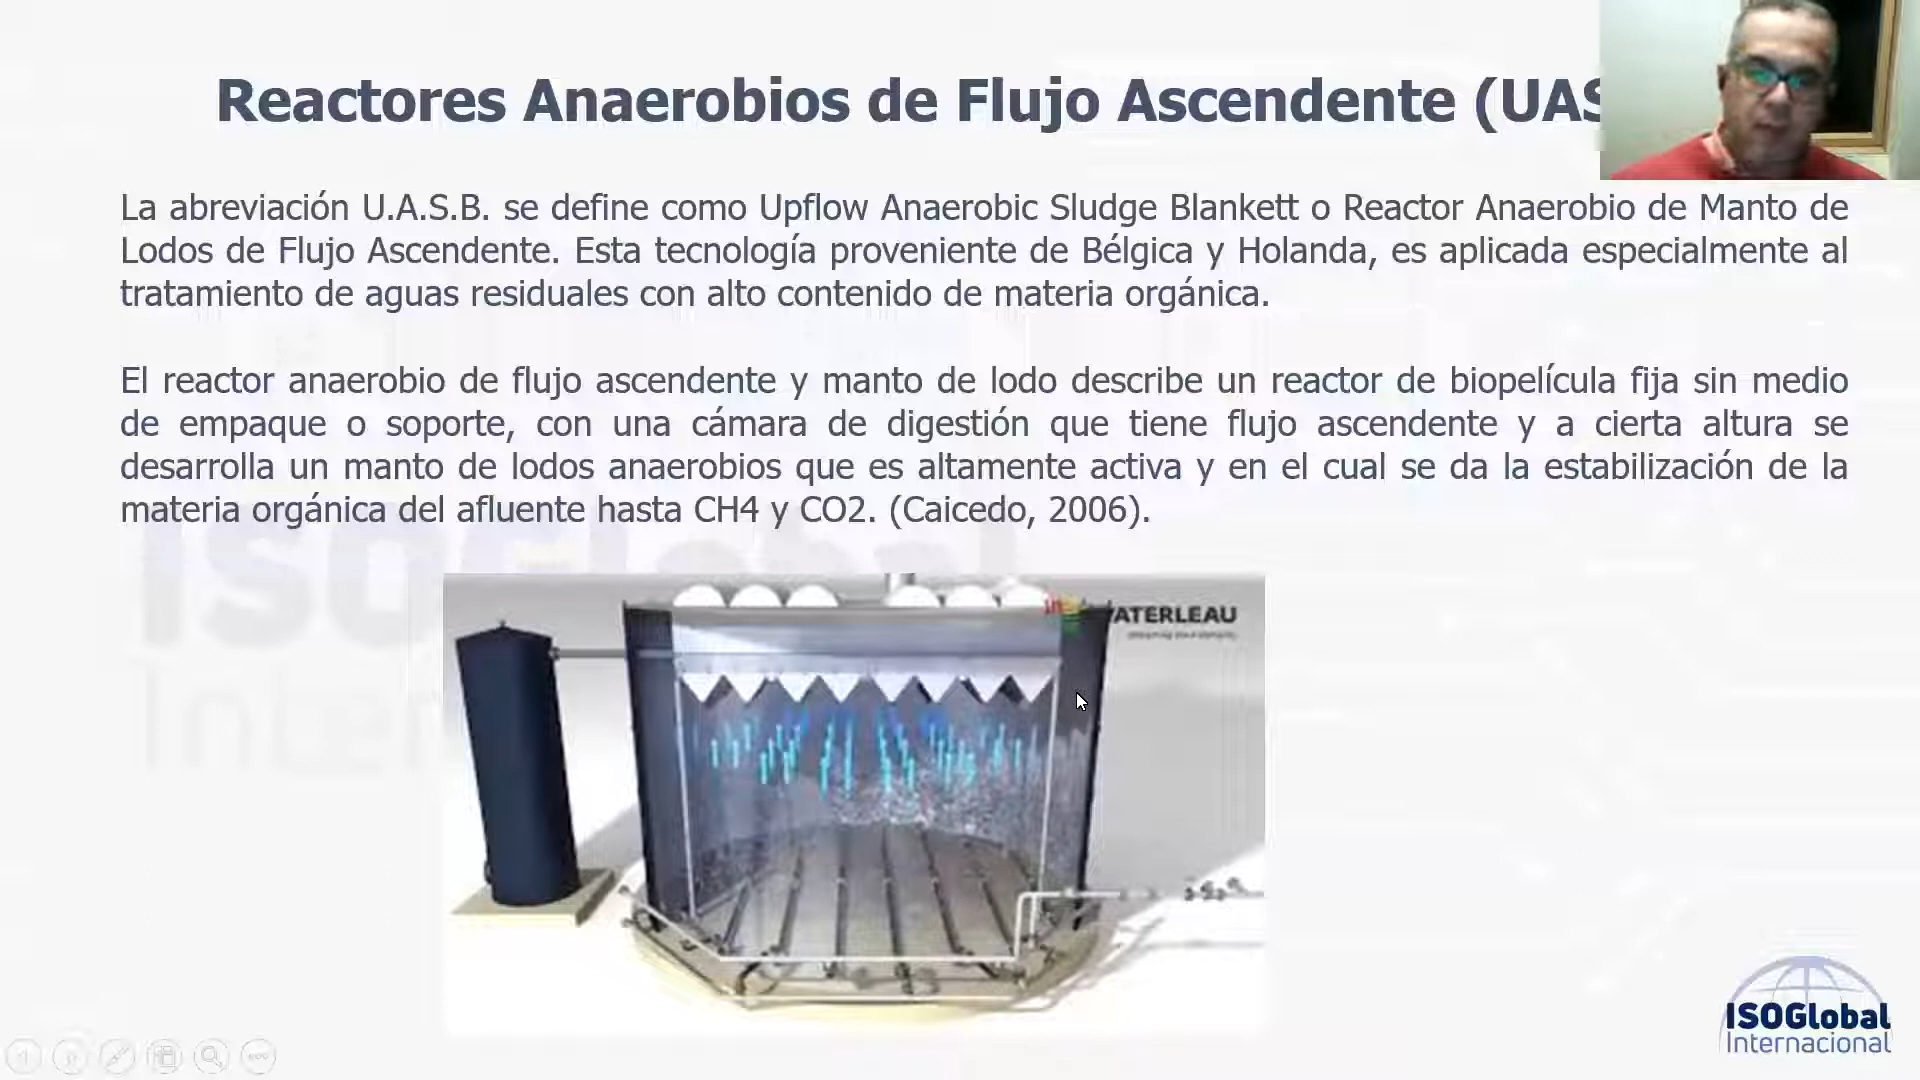 Reactores Anaerobios de Flujo Ascendente (UAS
La abreviación U.A.S.B. se define como Upflow Anaerobic Sludge Blankett o Reactor Anaerobio de Manto de
Lodos de Flujo Ascendente. Esta tecnología proveniente de Bélgica y Holanda, es aplicada especialmente al
tratamiento de aguas residuales con alto contenido de materia orgánica.
El reactor anaerobio de flujo ascendente y manto de lodo describe un reactor de biopelícula fija sin medio
de empaque o soporte, con una cámara de digestión que tiene flujo ascendente y a cierta altura se
desarrolla un manto de lodos anaerobios que es altamente activa y en el cual se da la estabilización de la
materia orgánica del afluente hasta CH4 y CO2. (Caicedo, 2006).
ATERLEAU
ISOGlobal
Internacional